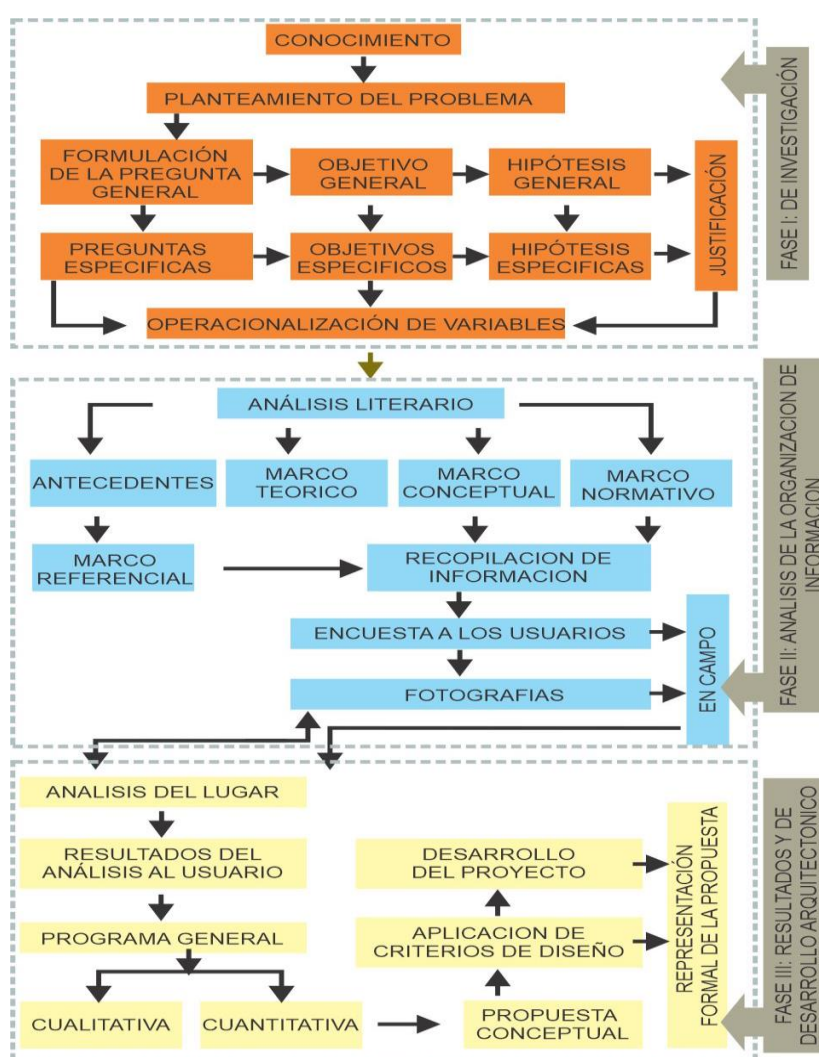 CONOCIMIENTO
PLANTEAMIENTO DEL PROBLEMA
FORMULACIÓN
DE LA PREGUNTA
GENERAL
OBJETIVO
GENERAL
HIPÓTESIS
GENERAL
JUSTIFICACIÓN
PREGUNTAS
ESPECIFICAS
OBJETIVOS
ESPECIFICOS
HIPÓTESIS
ESPECIFICAS
OPERACIONALIZACIÓN DE VARIABLES
FASE I: DE INVESTIGACIÓN
ANÁLISIS LITERARIO
ANTECEDENTES
MARCO
TEORICO
MARCO
CONCEPTUAL
MARCO
NORMATIVO
MARCO
REFERENCIAL
RECOPILACION DE
INFORMACION
ENCUESTA A LOS USUARIOS
FOTOGRAFIAS
EN CAMPO
FASE II: ANALISIS DE LA ORGANIZACION DE
INFORMACION
ANALISIS DEL LUGAR
RESULTADOS DEL
ANÁLISIS AL USUARIO
PROGRAMA GENERAL
CUALITATIVA
CUANTITATIVA
DESARROLLO
DEL PROYECTO
APLICACION DE
CRITERIOS DE DISEÑO
PROPUESTA
CONCEPTUAL
REPRESENTACIÓN
FORMAL DE LA PROPUESTA
FASE III: RESULTADOS Y DE
DESARROLLO ARQUITECTONICO